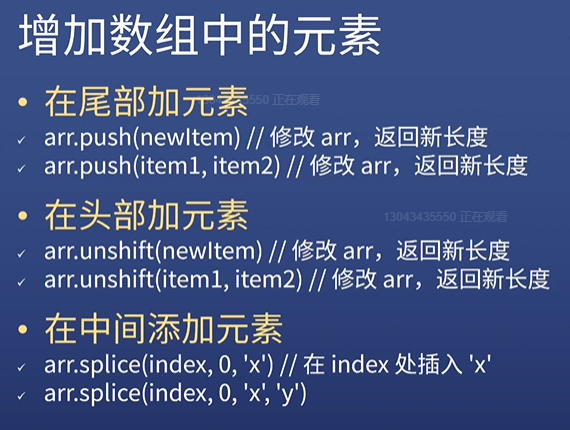 增加数组中的元素
• 在尾部加元素
550 正在观看
✓ arr.push(newItem) // 修改 arr，返回新长度
✓ arr.push(item1, item2) // 修改 arr，返回新长度
• 在头部加元素
13043435550 正在观看
✓ arr.unshift(newItem) // 修改 arr，返回新长度
✓ arr.unshift(item1, item2) // 修改 arr，返回新长度
• 在中间添加元素
✓ arr.splice(index, 0, 'x') // 在 index 处插入 'x'
✓ arr.splice(index, 0, 'x', 'y')